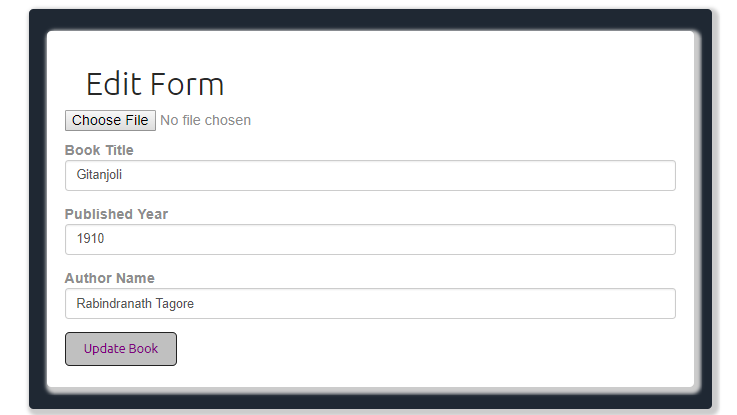 Edit Form
Choose File No file chosen
Book Title
Gitanjoli
Published Year
1910
Author Name
Rabindranath Tagore
Update Book